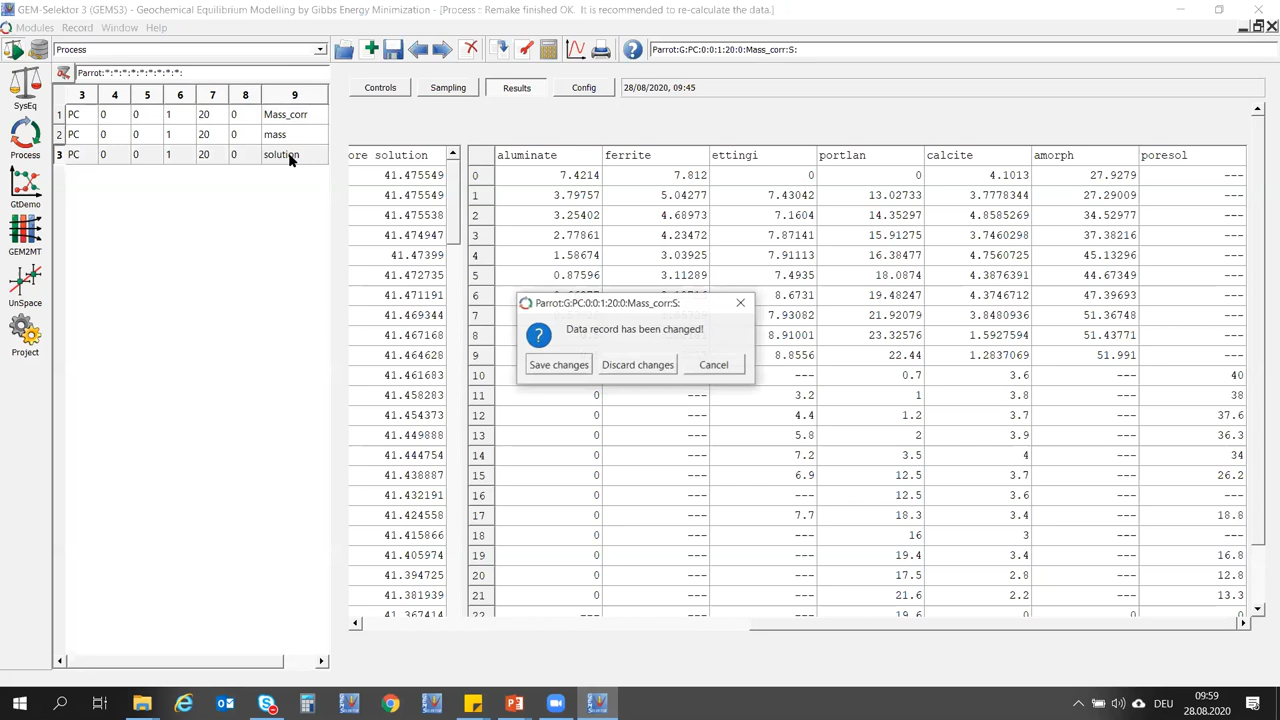 GEM-Selektor 3 (GEMS3) - Geochemical Equilibrium Modelling by Gibbs Energy Minimization - [Process : Remake finished OK. It is recommended to re-calculate the data.]
Modules Record Window Help
Process
Parrot:G:PC:0:0:1:20:0:Mass_corr:S:
Parrot:*:*:*:*:*:*:*:*:*:
SysEq
Process
GtDemo
GEM2MT
UnSpace
Project
3 4 5 6 7 8 9
1 PC 0 0 1 20 0 Mass_corr
2 PC 0 0 1 20 0 mass
3 PC 0 0 1 20 0 solution
Controls Sampling Results Config 28/08/2020, 09:45
ore solution
41.475549
41.475549
41.475538
41.474947
41.47399
41.472735
41.471191
41.469344
41.467168
41.464628
41.461683
41.458283
41.454373
41.449888
41.444754
41.438887
41.432191
41.424558
41.415866
41.405974
41.394725
41.381939
41.367414
aluminate ferrite ettingi portlan calcite amorph poresol
0 7.4214 7.812 0 0 4.1013 27.9279 ---
1 3.79757 5.04277 7.43042 13.02733 3.7778344 27.29009 ---
2 3.25402 4.68973 7.1604 14.35297 4.8585269 34.52977 ---
3 2.77861 4.23472 7.87141 15.91275 3.7460298 37.38216 ---
4 1.58674 3.03925 7.91113 16.38477 4.7560725 45.13296 ---
5 0.87596 3.11289 7.4935 18.0874 4.3876391 44.67349 ---
6 8.6731 19.48247 4.3746712 47.39693 ---
7 7.93082 21.92079 3.8480936 51.36748 ---
8 8.91001 23.32576 1.5927594 51.43771 ---
9 8.8556 22.44 1.2837069 51.991 ---
10 --- 0.7 3.6 --- 40
11 0 --- 3.2 1 3.8 --- 38
12 0 --- 4.4 1.2 3.7 --- 37.6
13 0 --- 5.8 2 3.9 --- 36.3
14 0 --- 7.2 3.5 4 --- 34
15 0 --- 6.9 12.5 3.7 --- 26.2
16 0 --- --- 12.5 3.6 --- ---
17 0 --- 7.7 18.3 3.4 --- 18.8
18 0 --- --- 16 3 --- ---
19 0 --- --- 19.4 3.4 --- 16.8
20 0 --- --- 17.5 2.8 --- 12.8
21 0 --- --- 21.6 2.2 --- 13.3
22 --- --- --- 19.6 0 0 0
Parrot:G:PC:0:0:1:20:0:Mass_corr:S:
Data record has been changed!
Save changes Discard changes Cancel
DEU
09:59
28.08.2020